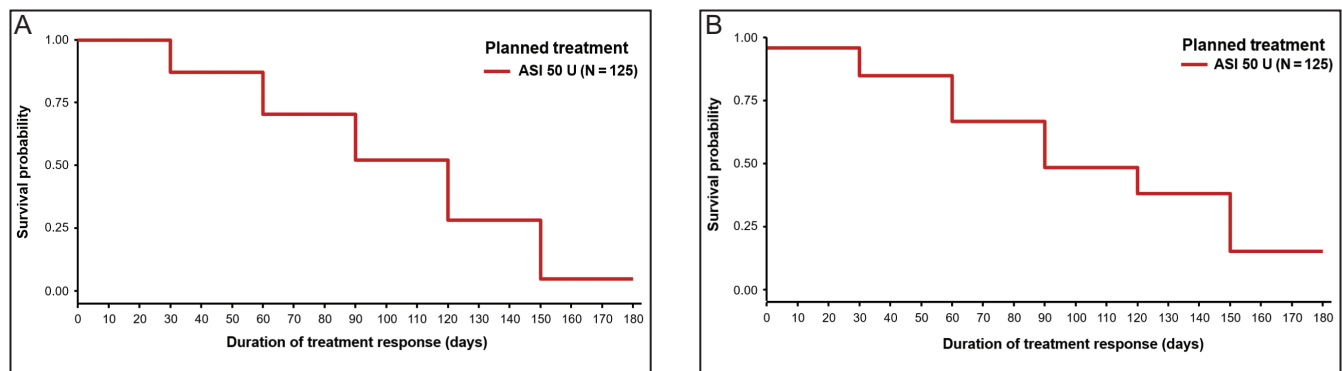 A
Planned treatment
ASI 50 U (N = 125)
Survival probability
1.00
0.75
0.50
0.25
0.00
0 10 20 30 40 50 60 70 80 90 100 110 120 130 140 150 160 170 180
Duration of treatment response (days)
B
Planned treatment
ASI 50 U (N = 125)
Survival probability
1.00
0.75
0.50
0.25
0.00
0 10 20 30 40 50 60 70 80 90 100 110 120 130 140 150 160 170 180
Duration of treatment response (days)